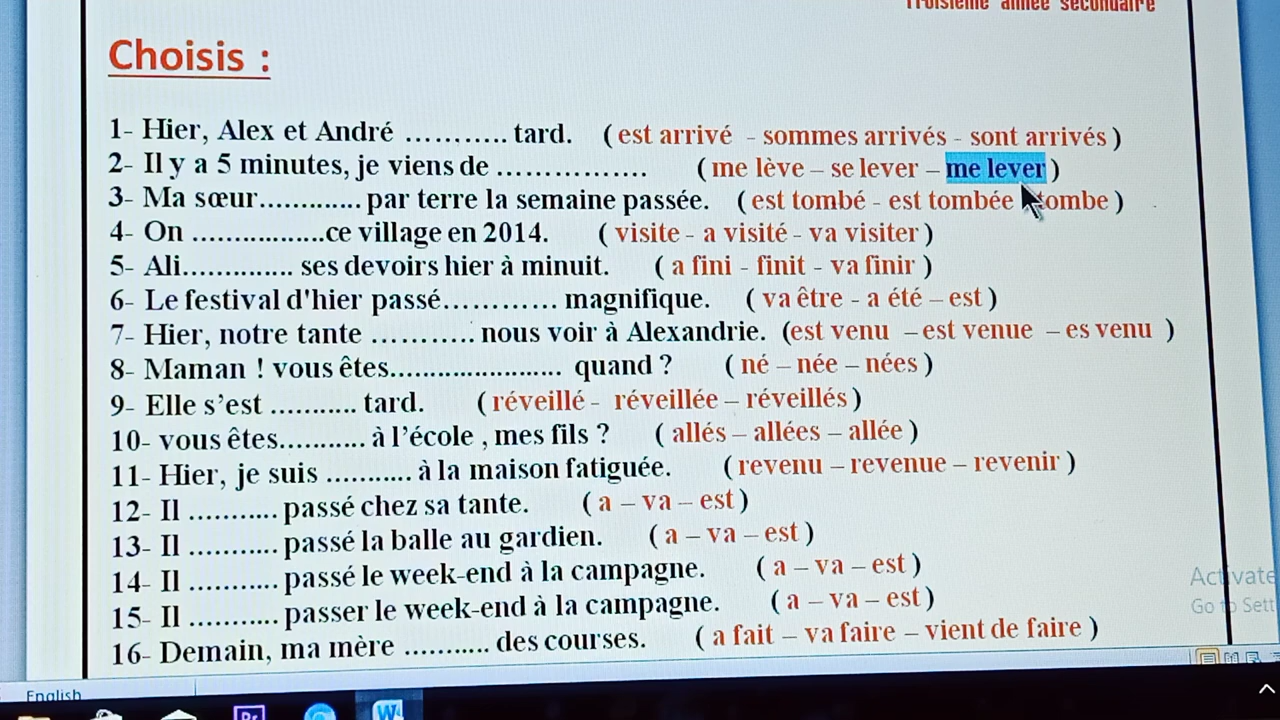 Troisième année secondaire
Choisis :
1- Hier, Alex et André ........... tard. ( est arrivé - sommes arrivés - sont arrivés )
2- Il y a 5 minutes, je viens de ................ ( me lève – se lever – me lever )
3- Ma sœur............. par terre la semaine passée. ( est tombé - est tombée tombe )
4- On .................ce village en 2014. ( visite - a visité - va visiter )
5- Ali.............. ses devoirs hier à minuit. ( a fini - finit - va finir )
6- Le festival d'hier passé............ magnifique. ( va être - a été – est )
7- Hier, notre tante ........... nous voir à Alexandrie. (est venu – est venue – es venu )
8- Maman ! vous êtes...................... quand ? ( né – née – nées )
9- Elle s’est ........... tard. ( réveillé - réveillée – réveillés )
10- vous êtes........... à l’école , mes fils ? ( allés – allées – allée )
11- Hier, je suis ........... à la maison fatiguée. ( revenu – revenue – revenir )
12- Il ........... passé chez sa tante. ( a – va – est )
13- Il ........... passé la balle au gardien. ( a – va – est )
14- Il ........... passé le week-end à la campagne. ( a – va – est )
15- Il ........... passer le week-end à la campagne. ( a – va – est )
16- Demain, ma mère ........... des courses. ( a fait – va faire – vient de faire )
Activate
Go to Sett
English
Pr
W